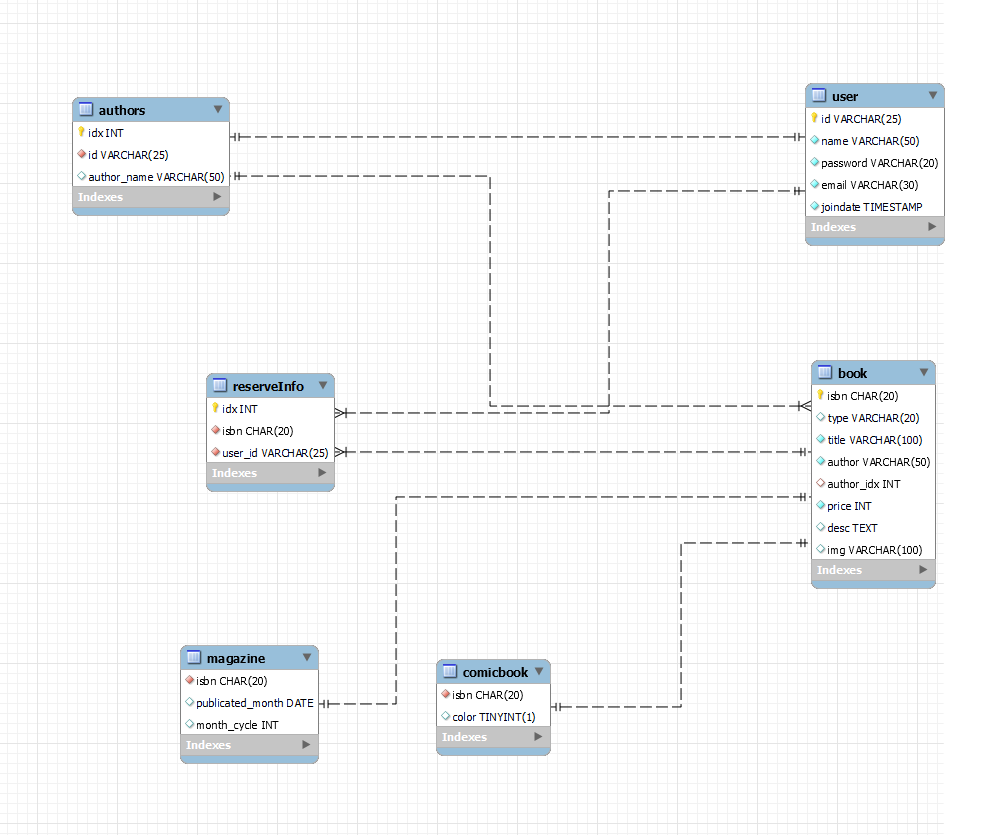 authors
idx INT
id VARCHAR(25)
author_name VARCHAR(50)
Indexes
user
id VARCHAR(25)
name VARCHAR(50)
password VARCHAR(20)
email VARCHAR(30)
joindate TIMESTAMP
Indexes
reserveInfo
idx INT
isbn CHAR(20)
user_id VARCHAR(25)
Indexes
book
isbn CHAR(20)
type VARCHAR(20)
title VARCHAR(100)
author VARCHAR(50)
author_idx INT
price INT
desc TEXT
img VARCHAR(100)
Indexes
magazine
isbn CHAR(20)
publicated_month DATE
month_cycle INT
Indexes
comicbook
isbn CHAR(20)
color TINYINT(1)
Indexes